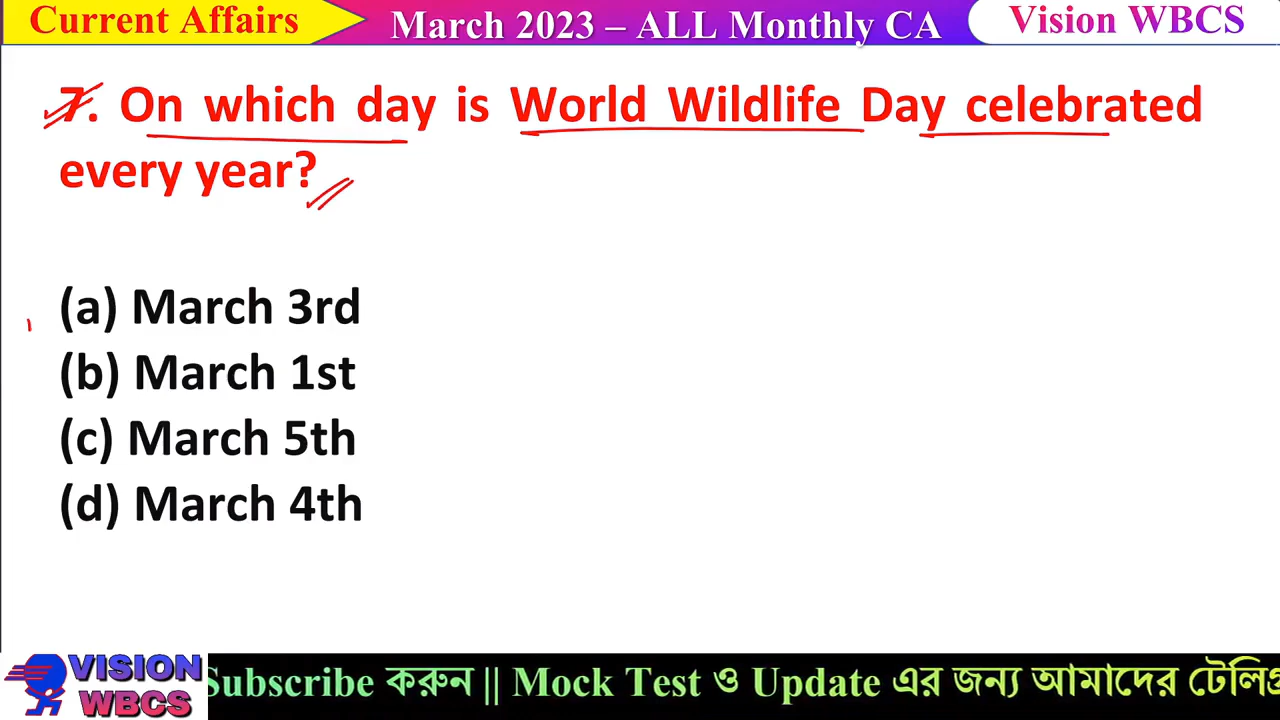 Current Affairs
March 2023 – ALL Monthly CA
Vision WBCS
7. On which day is World Wildlife Day celebrated
every year?
(a) March 3rd
(b) March 1st
(c) March 5th
(d) March 4th
VISION
WBCS
Subscribe করুন || Mock Test ও Update এর জন্য আমাদের